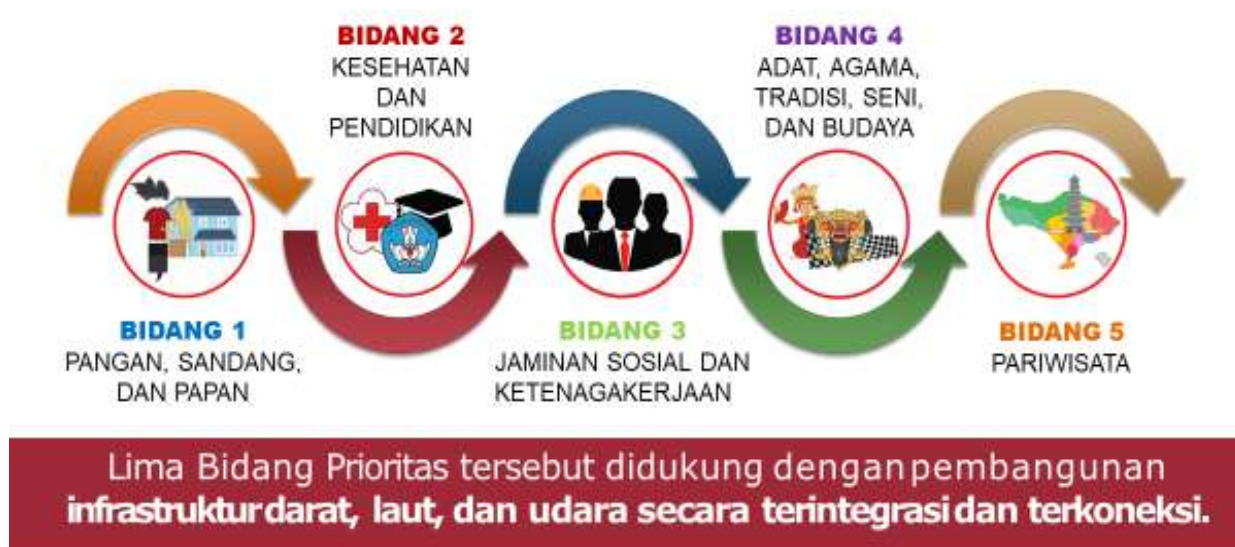 BIDANG 1
PANGAN, SANDANG,
DAN PAPAN
BIDANG 2
KESEHATAN
DAN
PENDIDIKAN
BIDANG 3
JAMINAN SOSIAL DAN
KETENAGAKERJAAN
BIDANG 4
ADAT, AGAMA,
TRADISI, SENI,
DAN BUDAYA
BIDANG 5
PARIWISATA
Lima Bidang Prioritas tersebut didukung dengan pembangunan
infrastruktur darat, laut, dan udara secara terintegrasi dan terkoneksi.